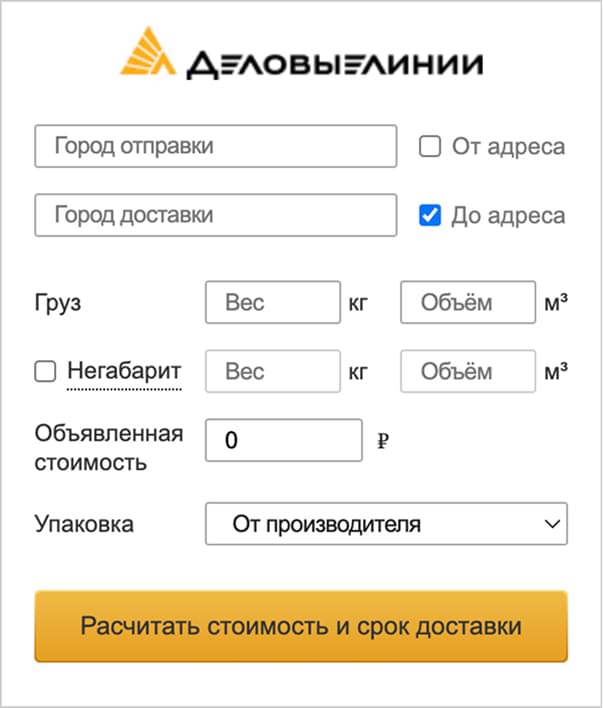 ДЕЛОВЫЕЛИНИИ
Город отправки От адреса
Город доставки До адреса
Груз Вес кг Объём м³
Негабарит Вес кг Объём м³
Объявленная
стоимость 0 ₽
Упаковка От производителя
Расчитать стоимость и срок доставки